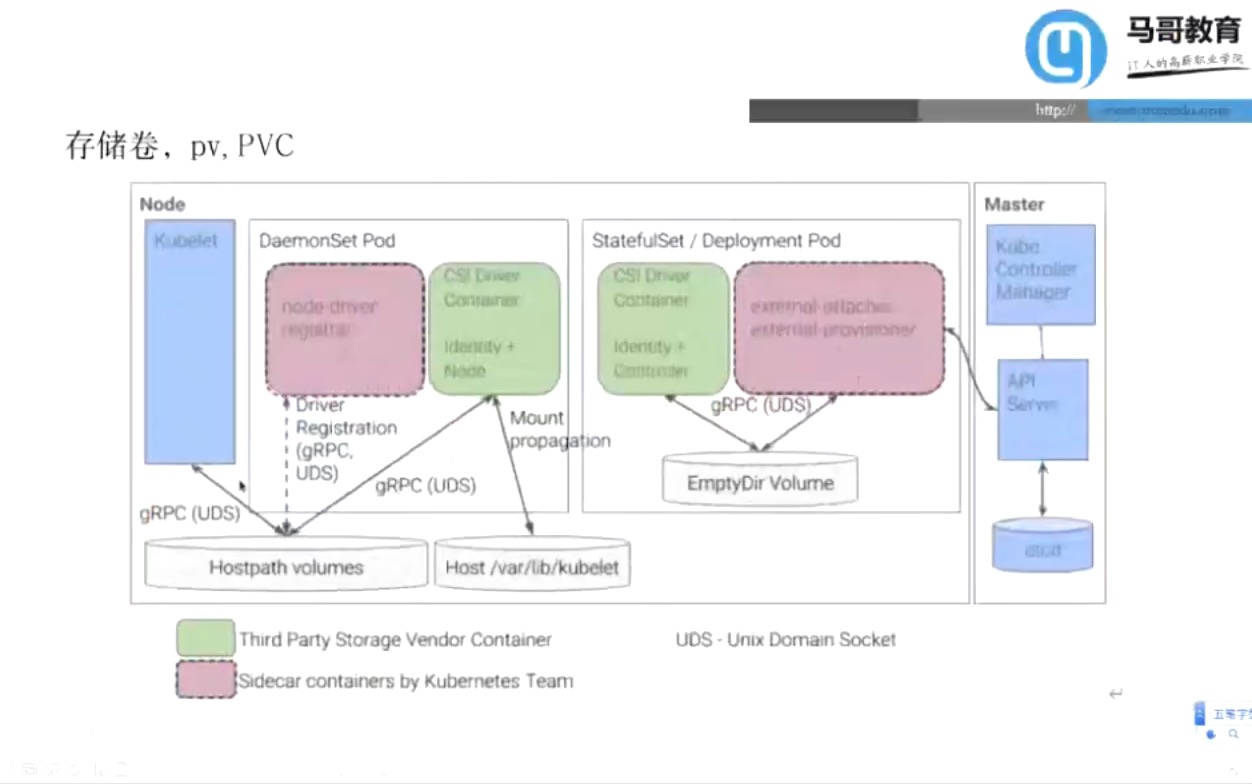 马哥教育
IT人的高薪职业学院
http://
存储卷，pv, PVC
Node
Master
Kubelet
DaemonSet Pod
StatefulSet / Deployment Pod
node-driver
registrar
CSI Driver
Container
Identity +
Node
CSI Driver
Container
Identity +
Controller
external-attacher
external-provisioner
Kube
Controller
Manager
API
Server
etcd
Driver
Registration
(gRPC,
UDS)
Mount
propagation
gRPC (UDS)
gRPC (UDS)
gRPC (UDS)
EmptyDir Volume
Hostpath volumes
Host /var/lib/kubelet
Third Party Storage Vendor Container
UDS - Unix Domain Socket
Sidecar containers by Kubernetes Team
五笔字